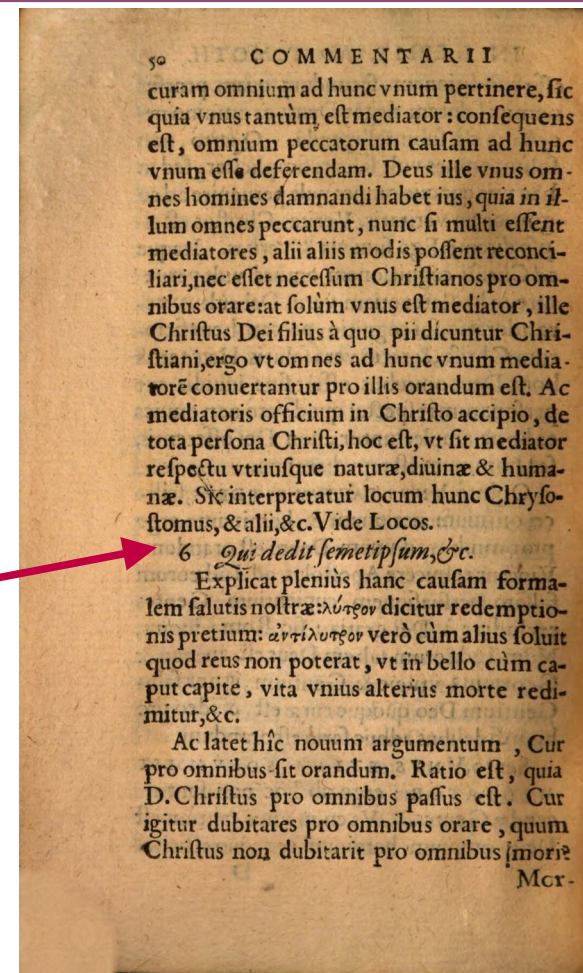 50 COMMENTARII
curam omnium ad hunc vnum pertinere, ſic
quia vnus tantùm, eſt mediator : conſequens
eſt, omnium peccatorum cauſam ad hunc
vnum eſſe deferendam. Deus ille vnus om-
nes homines damnandi habet ius, quia in il-
lum omnes peccarunt, nunc ſi multi eſſent
mediatores, alii aliis modis poſſent reconci-
liari, nec eſſet neceſſum Chriſtianos pro om-
nibus orare: at ſolùm vnus eſt mediator, ille
Chriſtus Dei filius à quo pii dicuntur Chri-
ſtiani, ergo vt omnes ad hunc vnum media-
torē conuertantur pro illis orandum eſt. Ac
mediatoris officium in Chriſto accipio, de
tota perſona Chriſti, hoc eſt, vt ſit mediator
reſpectu vtriuſque naturæ, diuinæ & huma-
næ. Sic interpretatur locum hunc Chryſo-
ſtomus, & alii, &c. Vide Locos.
6 Qui dedit ſemetipſum, &c.
Explicat pleniùs hanc cauſam forma-
lem ſalutis noſtræ: λύτρον dicitur redemptio-
nis pretium: ἀντίλυτρον verò cùm alius ſoluit
quod reus non poterat, vt in bello cùm ca-
put capite, vita vnius alterius morte redi-
mitur, &c.
Ac latet hîc nouum argumentum, Cur
pro omnibus ſit orandum. Ratio eſt, quia
D. Chriſtus pro omnibus paſſus eſt. Cur
igitur dubitares pro omnibus orare, quum
Chriſtus non dubitarit pro omnibus mori?
Mor-